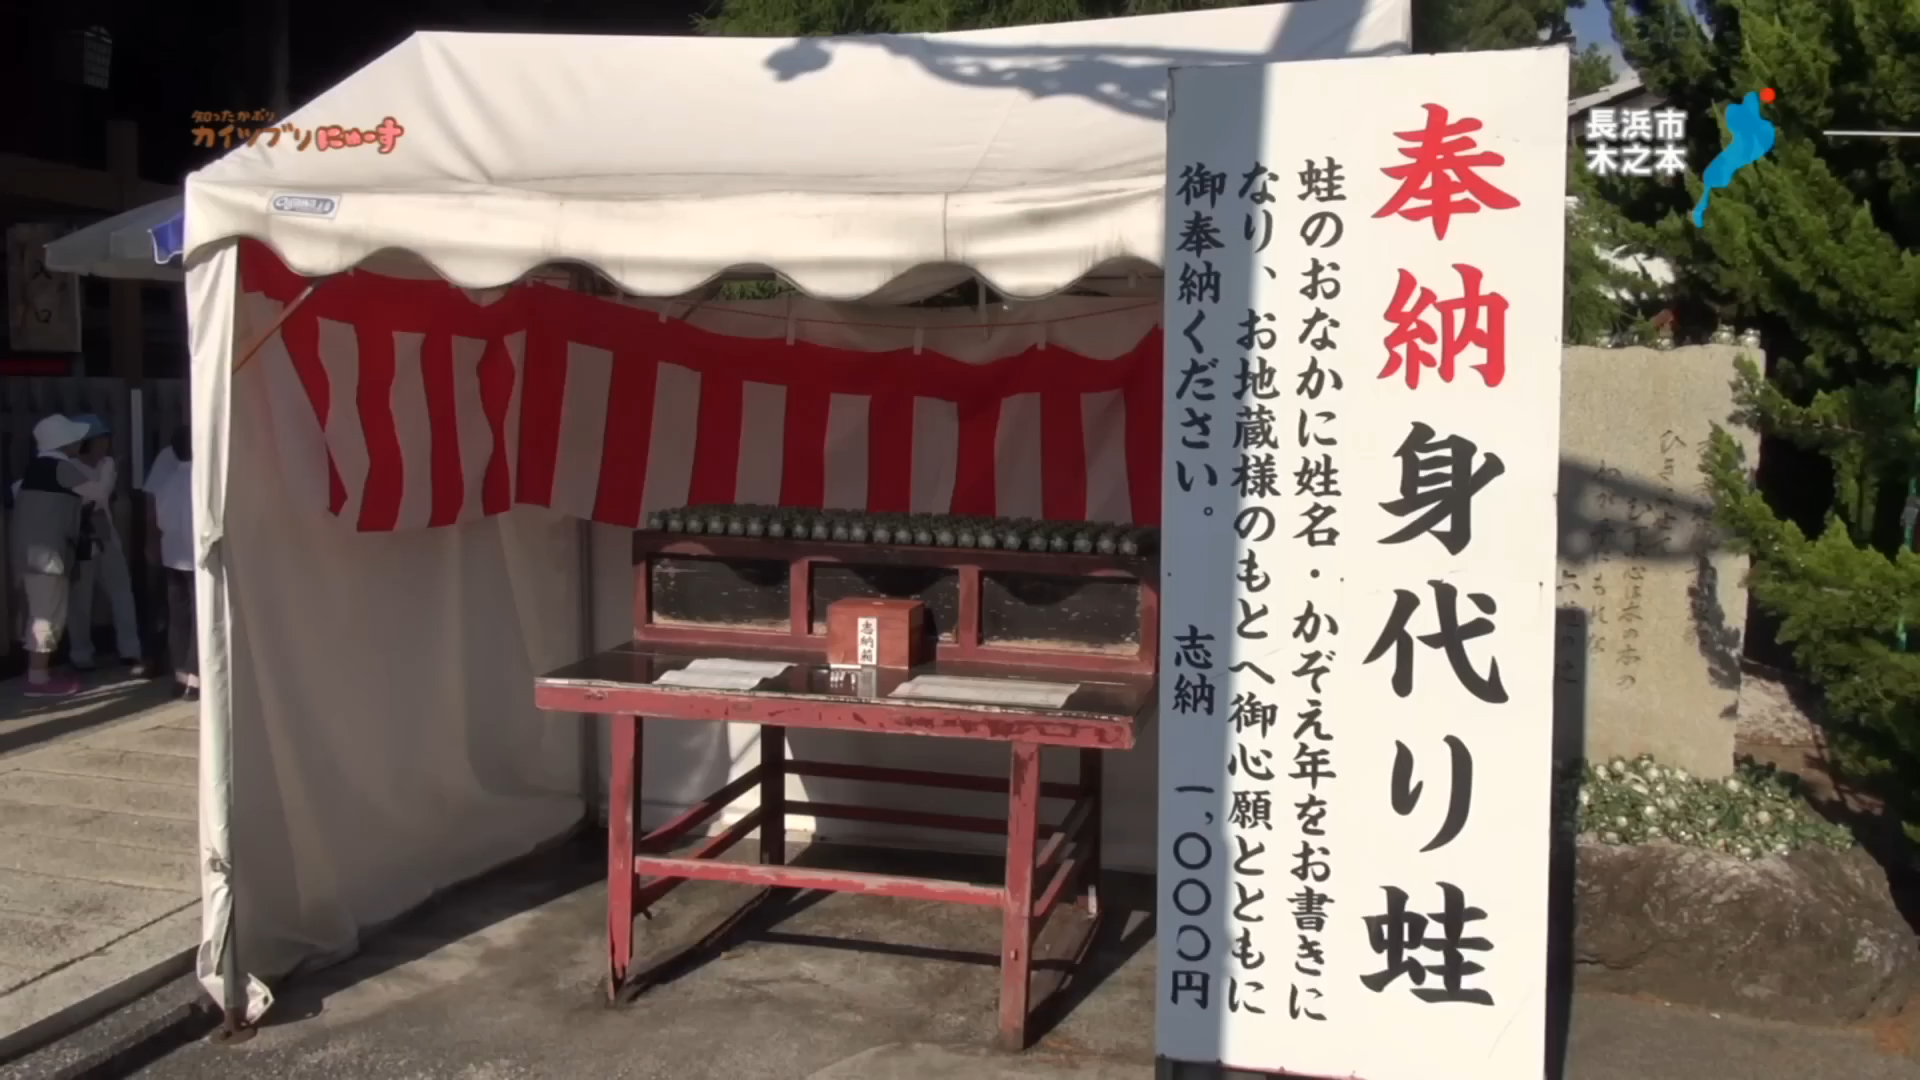 知ったかぶり
カイツブリにゅーす
長浜市
木之本
奉納身代り蛙
蛙のおなかに姓名・かぞえ年をお書きに
なり、お地蔵様のもとへ御心願とともに
御奉納ください。 志納 一,〇〇〇円
志納箱